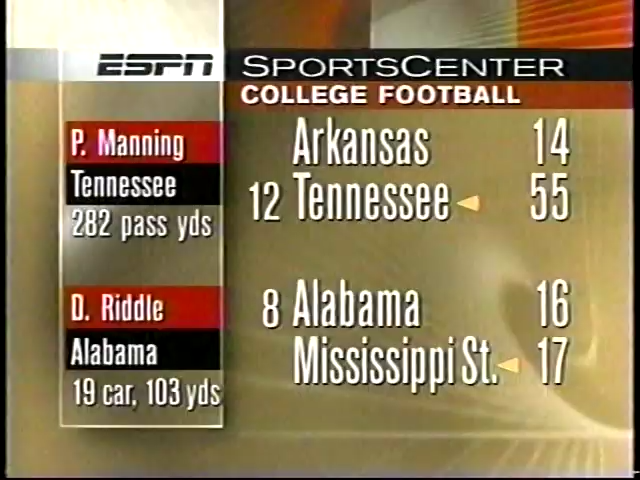 ESPN SPORTSCENTER
COLLEGE FOOTBALL
P. Manning
Tennessee
282 pass yds
Arkansas 14
12 Tennessee 55
D. Riddle
Alabama
19 car, 103 yds
8 Alabama 16
Mississippi St. 17